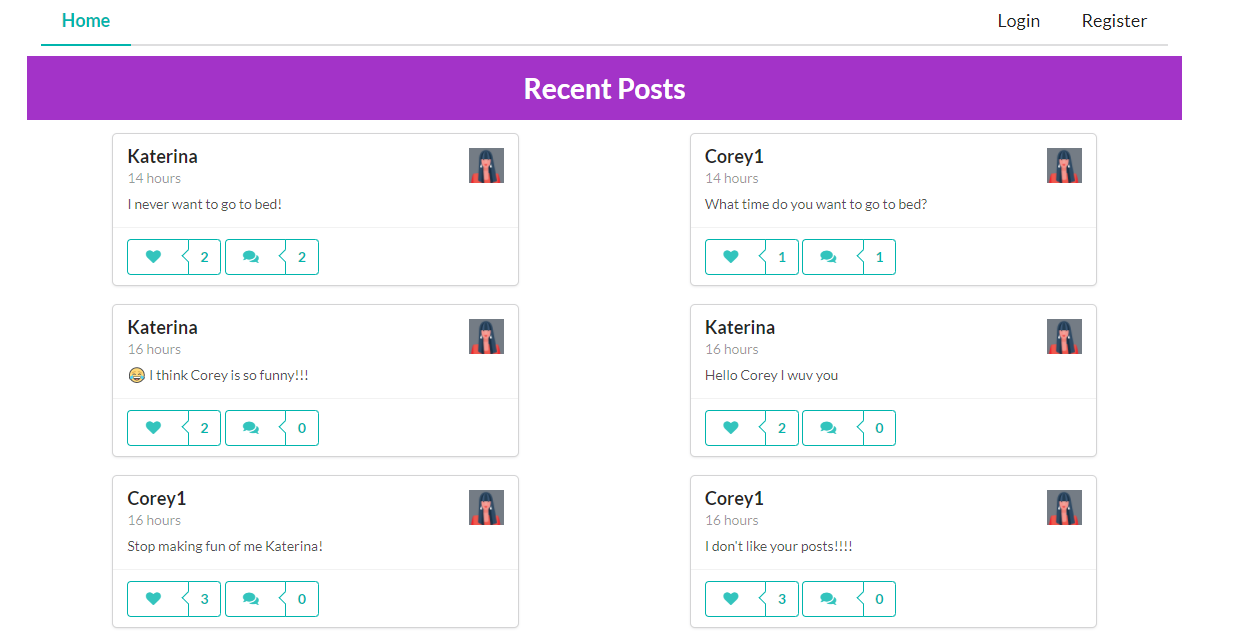 Home
Login
Register
Recent Posts
Katerina
14 hours
I never want to go to bed!
2
2
Corey1
14 hours
What time do you want to go to bed?
1
1
Katerina
16 hours
😂 I think Corey is so funny!!!
2
0
Katerina
16 hours
Hello Corey I wuv you
2
0
Corey1
16 hours
Stop making fun of me Katerina!
3
0
Corey1
16 hours
I don't like your posts!!!!
3
0